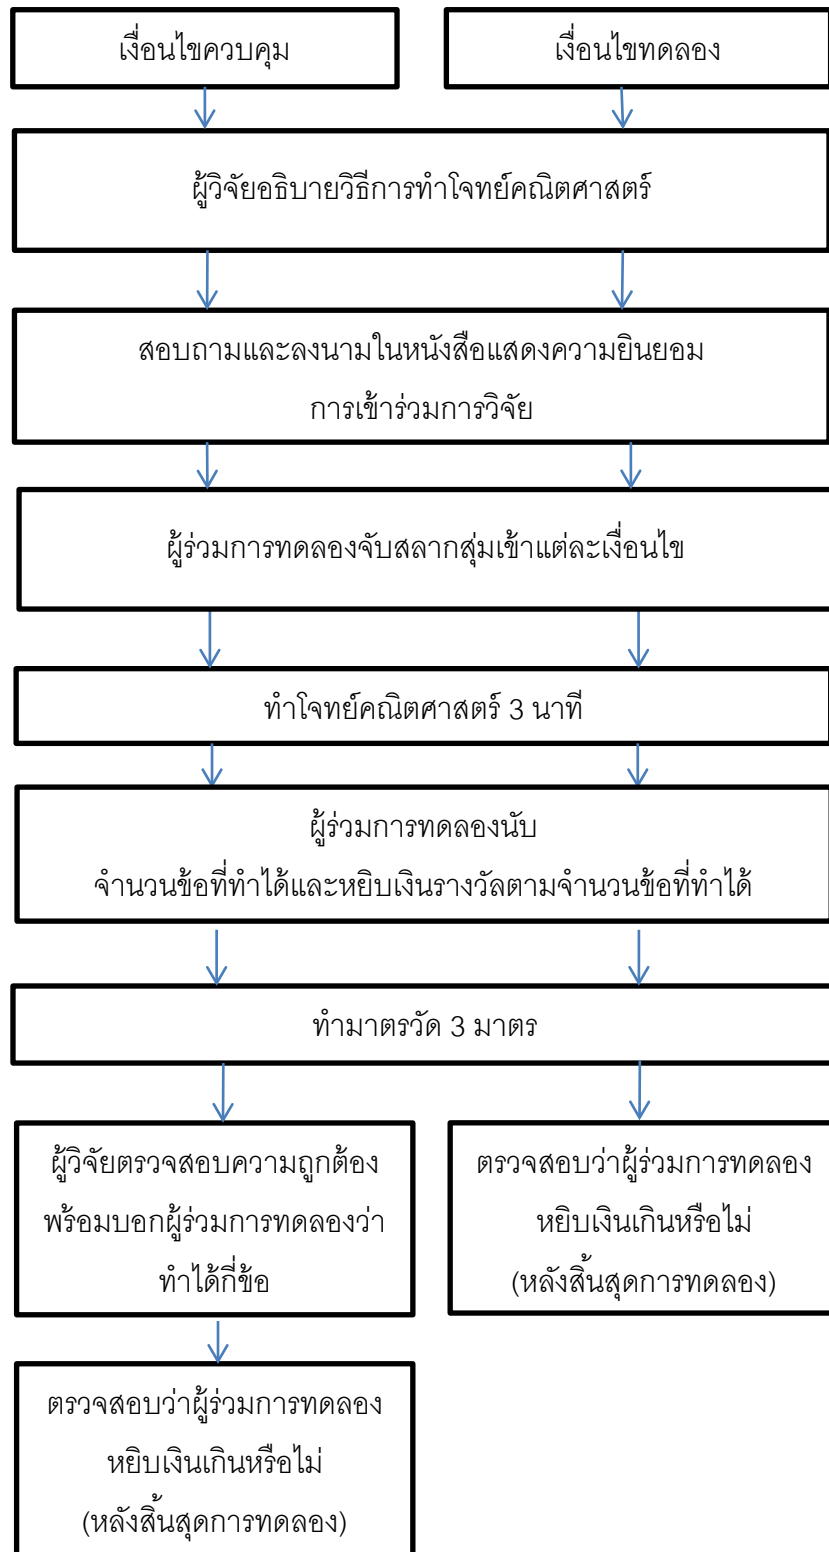 เงื่อนไขควบคุม
เงื่อนไขทดลอง
ผู้วิจัยอธิบายวิธีการทำโจทย์คณิตศาสตร์
สอบถามและลงนามในหนังสือแสดงความยินยอม
การเข้าร่วมการวิจัย
ผู้ร่วมการทดลองจับสลากสุ่มเข้าแต่ละเงื่อนไข
ทำโจทย์คณิตศาสตร์ 3 นาที
ผู้ร่วมการทดลองนับ
จำนวนข้อที่ทำได้และหยิบเงินรางวัลตามจำนวนข้อที่ทำได้
ทำมาตรวัด 3 มาตร
ผู้วิจัยตรวจสอบความถูกต้อง
พร้อมบอกผู้ร่วมการทดลองว่า
ทำได้กี่ข้อ
ตรวจสอบว่าผู้ร่วมการทดลอง
หยิบเงินเกินหรือไม่
(หลังสิ้นสุดการทดลอง)
ตรวจสอบว่าผู้ร่วมการทดลอง
หยิบเงินเกินหรือไม่
(หลังสิ้นสุดการทดลอง)